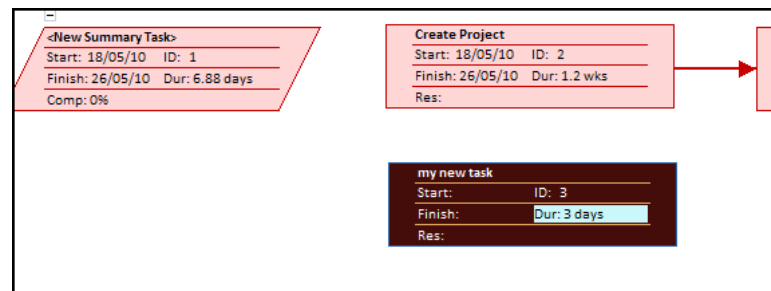 <New Summary Task>
Start: 18/05/10 ID: 1
Finish: 26/05/10 Dur: 6.88 days
Comp: 0%
Create Project
Start: 18/05/10 ID: 2
Finish: 26/05/10 Dur: 1.2 wks
Res:
my new task
Start: ID: 3
Finish: Dur: 3 days
Res: